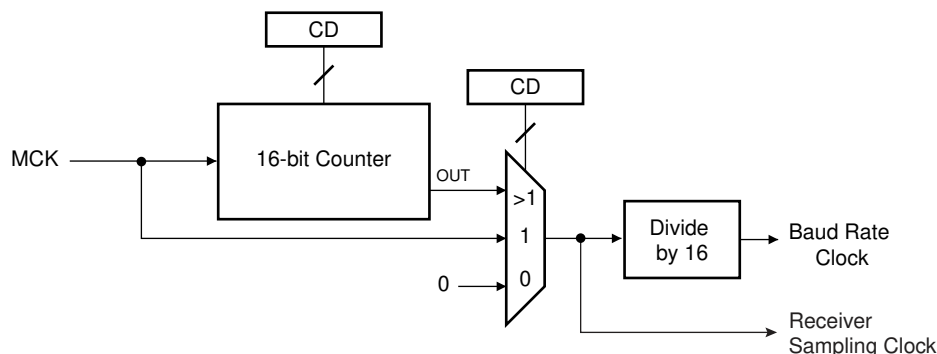 CD
CD
MCK
16-bit Counter
OUT
>1
1
0
0
Divide
by 16
Baud Rate
Clock
Receiver
Sampling Clock